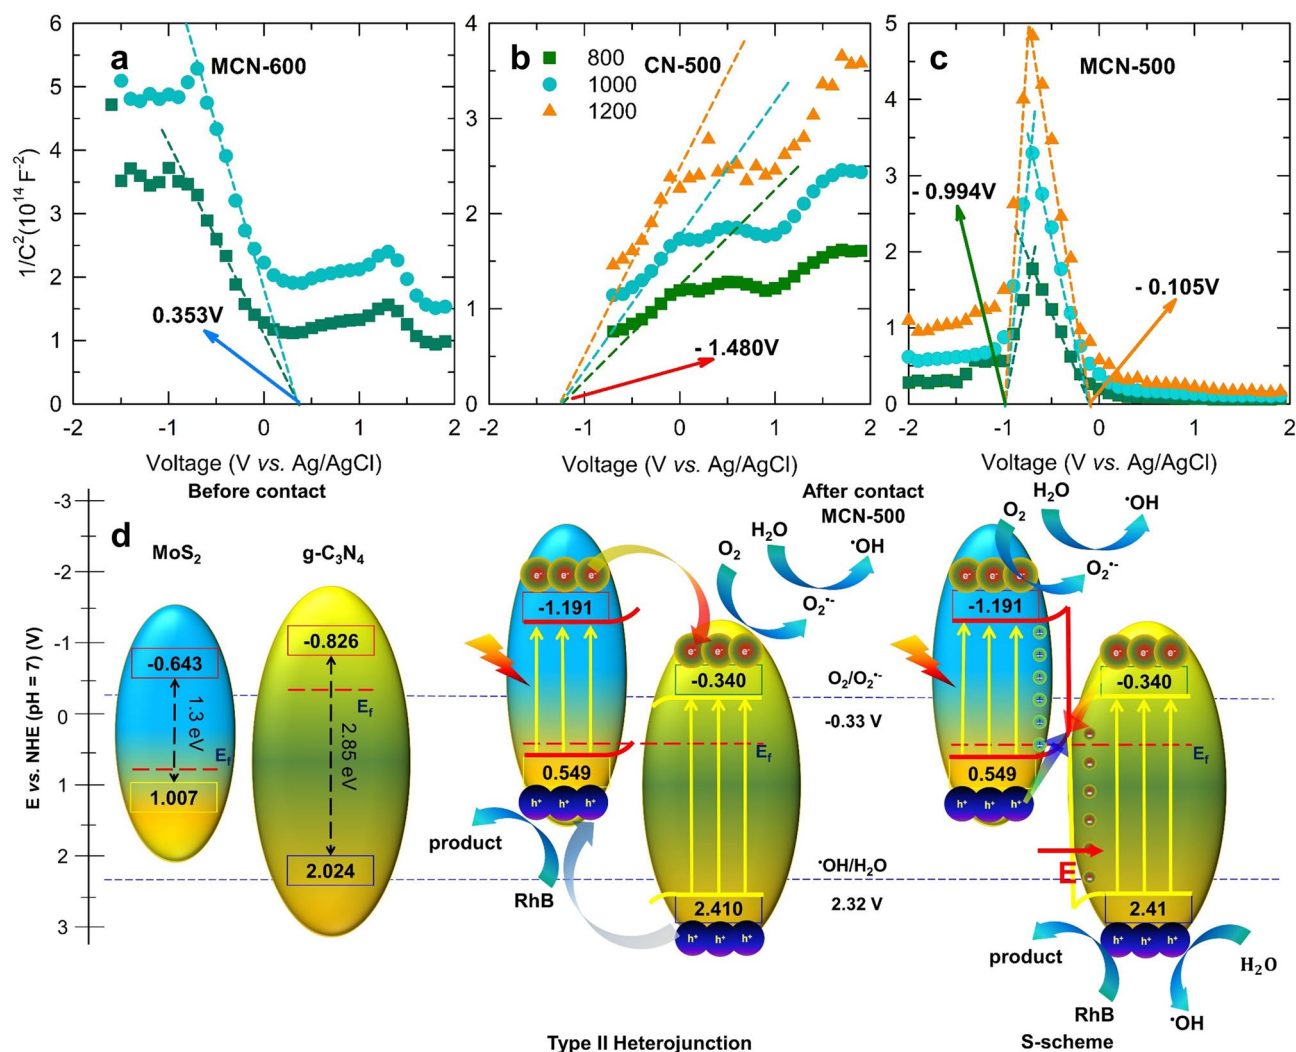 a
MCN-600
1/C²(10¹⁴ F⁻²)
6
5
4
3
2
1
0
0.353V
-2 -1 0 1 2
Voltage (V vs. Ag/AgCl)
b
CN-500
800
1000
1200
4
3
2
1
0
- 1.480V
-2 -1 0 1 2
Voltage (V vs. Ag/AgCl)
c
MCN-500
5
4
3
2
1
0
- 0.994V
- 0.105V
-2 -1 0 1 2
Voltage (V vs. Ag/AgCl)
Before contact
After contact
MCN-500
d
E vs. NHE (pH = 7) (V)
-3
-2
-1
0
1
2
3
MoS₂
-0.643
1.3 eV
E_f
1.007
g-C₃N₄
-0.826
E_f
2.85 eV
2.024
e⁻ e⁻ e⁻
-1.191
0.549
h⁺ h⁺ h⁺
product
RhB
O₂
H₂O
•OH
O₂•⁻
e⁻ e⁻ e⁻
-0.340
E_f
2.410
h⁺ h⁺ h⁺
Type II Heterojunction
O₂/O₂•⁻
-0.33 V
•OH/H₂O
2.32 V
O₂
H₂O
•OH
O₂•⁻
e⁻ e⁻ e⁻
-1.191
0.549
h⁺ h⁺ h⁺
e⁻ e⁻ e⁻
-0.340
E_f
E
2.41
h⁺ h⁺ h⁺
product
RhB
H₂O
•OH
S-scheme